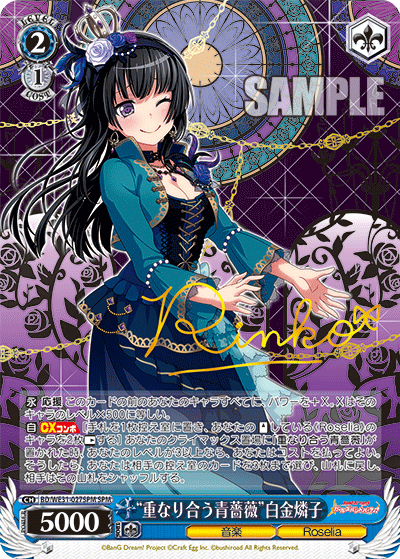 LEVEL
2
1
COST
SAMPLE
Rinko
永 応援 このカードの前のあなたのキャラすべてに、パワーを＋X。Xはそのキャラのレベル×500に等しい。
自 CXコンボ ［手札を1枚控え室に置き、あなたの■している《Roselia》のキャラを2枚■する］ あなたのクライマックス置場に「重なり合う青薔薇」が置かれた時、あなたのレベルが3以上なら、あなたはコストを払ってよい。そうしたら、あなたは相手の控え室のカードを2枚まで選び、山札に戻し、相手はその山札をシャッフルする。
CH BD/WE31-027SPM SPM
5000
“重なり合う青薔薇”白金燐子
音楽
Roselia
©BanG Dream! Project ©Craft Egg Inc. ©bushiroad All Rights Reserved.